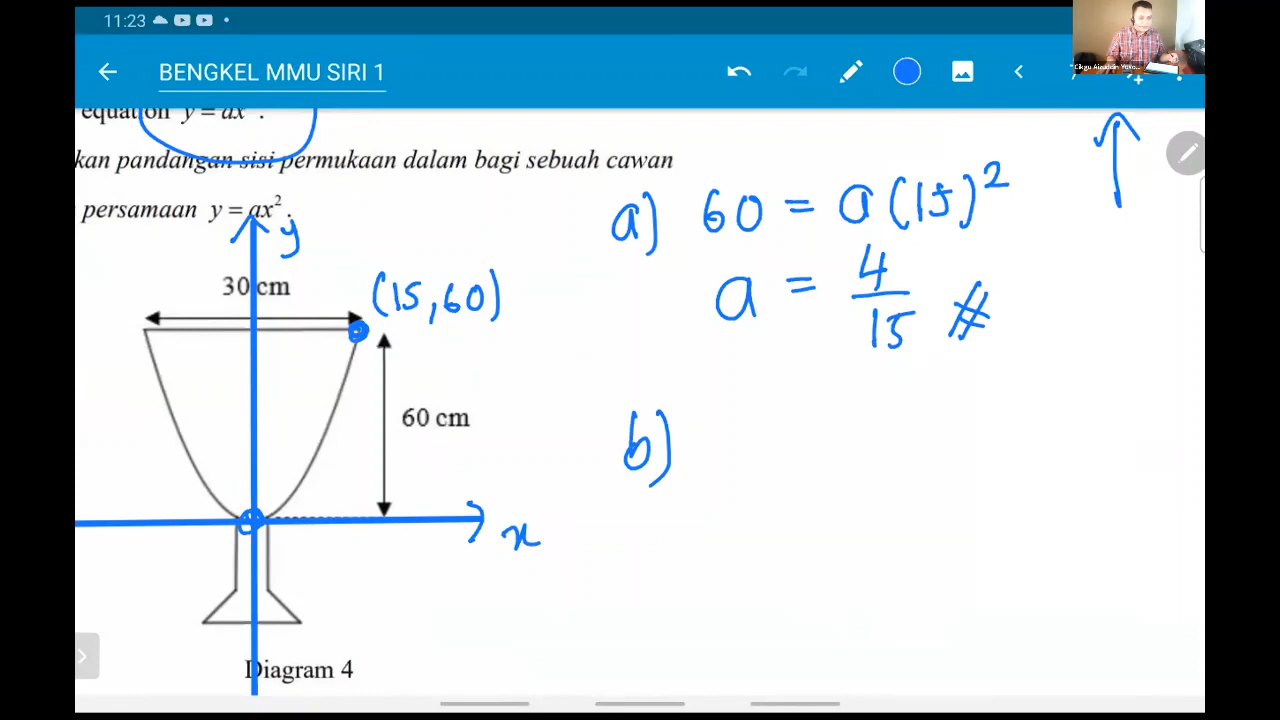 11:23
BENGKEL MMU SIRI 1
equation y = ax².
kan pandangan sisi permukaan dalam bagi sebuah cawan
persamaan y = ax².
y
30 cm
(15, 60)
60 cm
x
Diagram 4
a) 60 = a(15)²
a = 4/15 #
b)